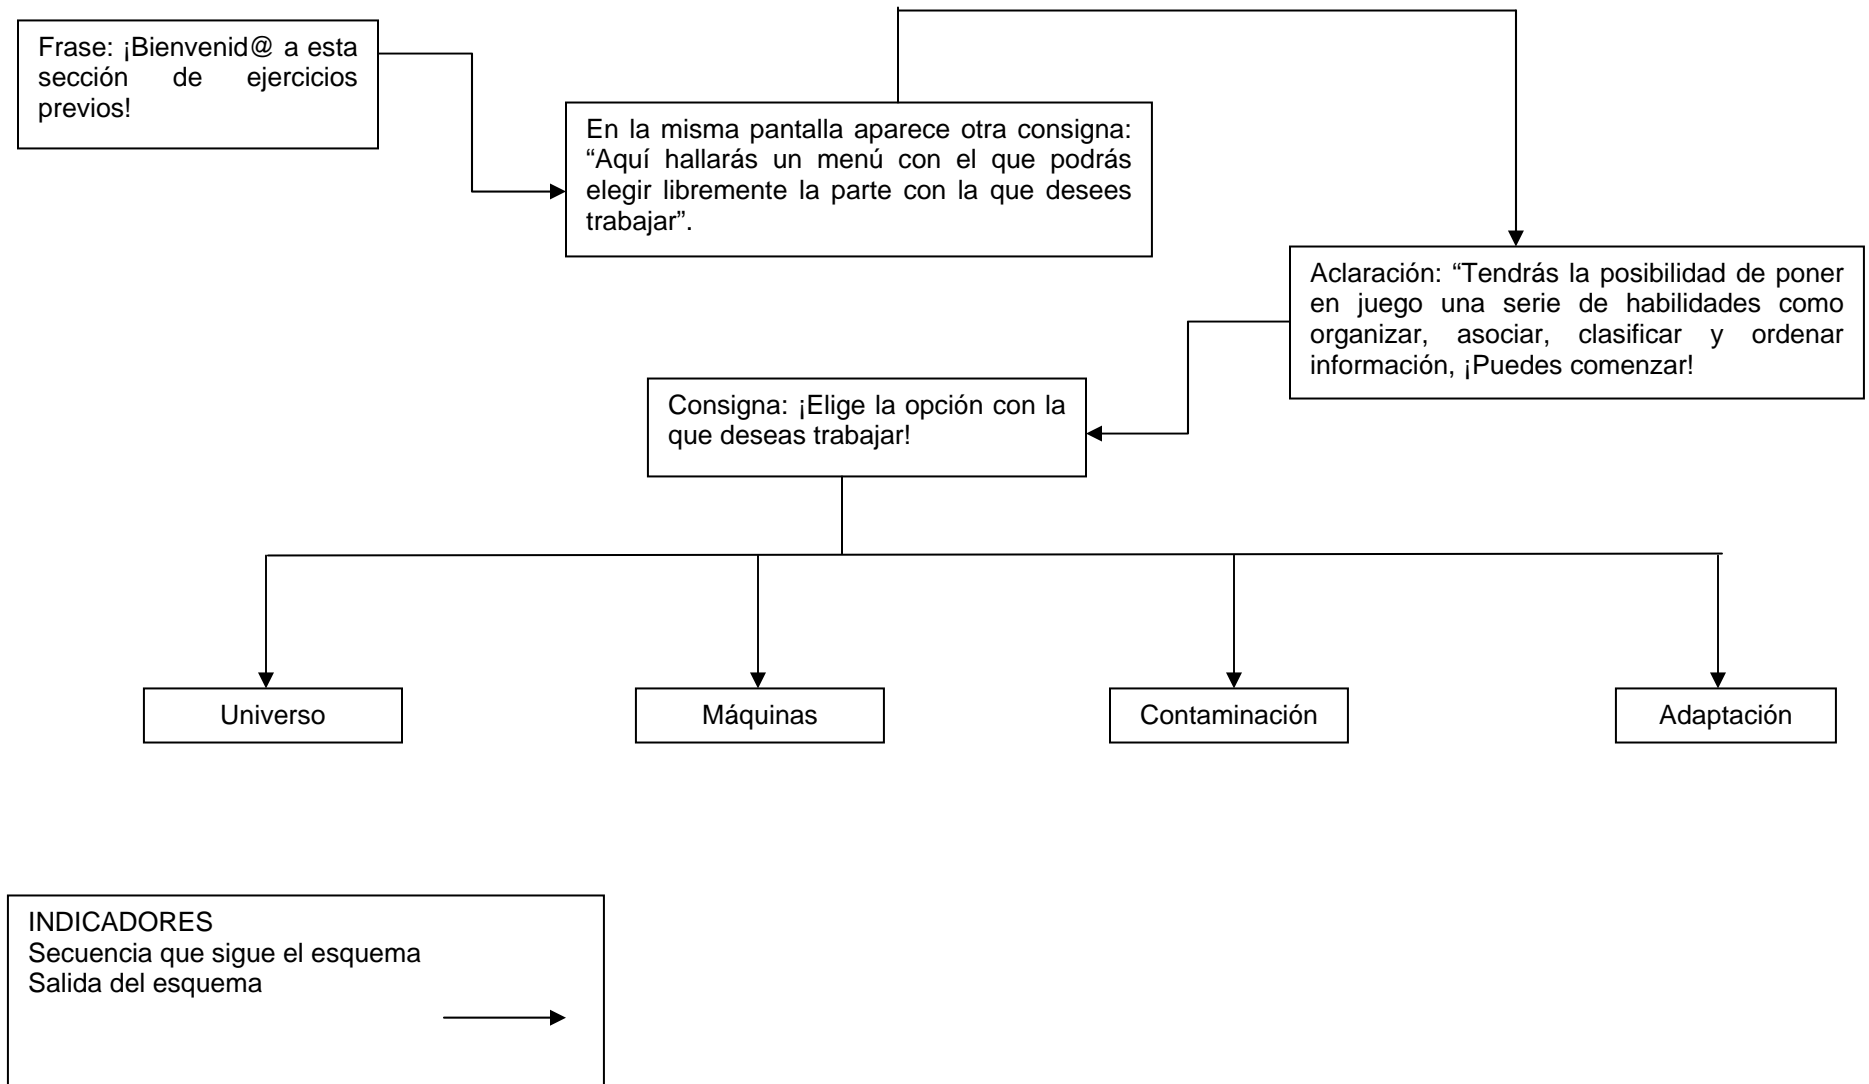 Frase: ¡Bienvenid@ a esta
sección de ejercicios
previos!
En la misma pantalla aparece otra consigna:
“Aquí hallarás un menú con el que podrás
elegir libremente la parte con la que desees
trabajar”.
Aclaración: “Tendrás la posibilidad de poner
en juego una serie de habilidades como
organizar, asociar, clasificar y ordenar
información, ¡Puedes comenzar!
Consigna: ¡Elige la opción con la
que deseas trabajar!
Universo
Máquinas
Contaminación
Adaptación
INDICADORES
Secuencia que sigue el esquema
Salida del esquema